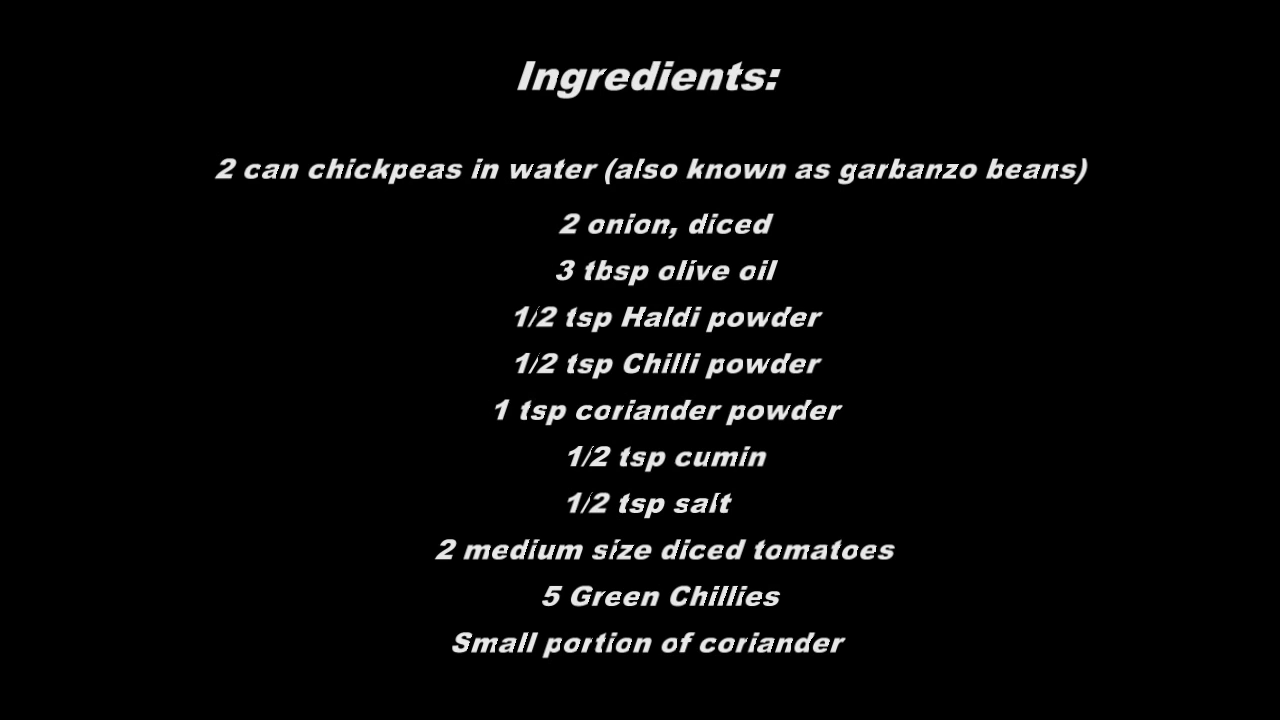 Ingredients:
2 can chickpeas in water (also known as garbanzo beans)
2 onion, diced
3 tbsp olive oil
1/2 tsp Haldi powder
1/2 tsp Chilli powder
1 tsp coriander powder
1/2 tsp cumin
1/2 tsp salt
2 medium size diced tomatoes
5 Green Chillies
Small portion of coriander